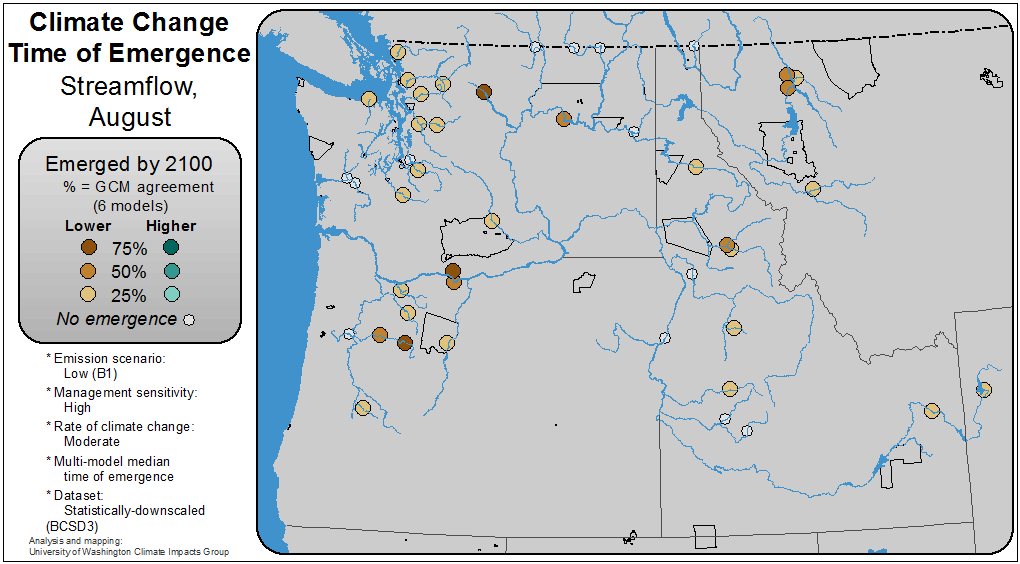 Climate Change
Time of Emergence
Streamflow,
August
Emerged by 2100
% = GCM agreement
(6 models)
Lower Higher
75%
50%
25%
No emergence
* Emission scenario:
Low (B1)
* Management sensitivity:
High
* Rate of climate change:
Moderate
* Multi-model median
time of emergence
* Dataset:
Statistically-downscaled
(BCSD3)
Analysis and mapping:
University of Washington Climate Impacts Group